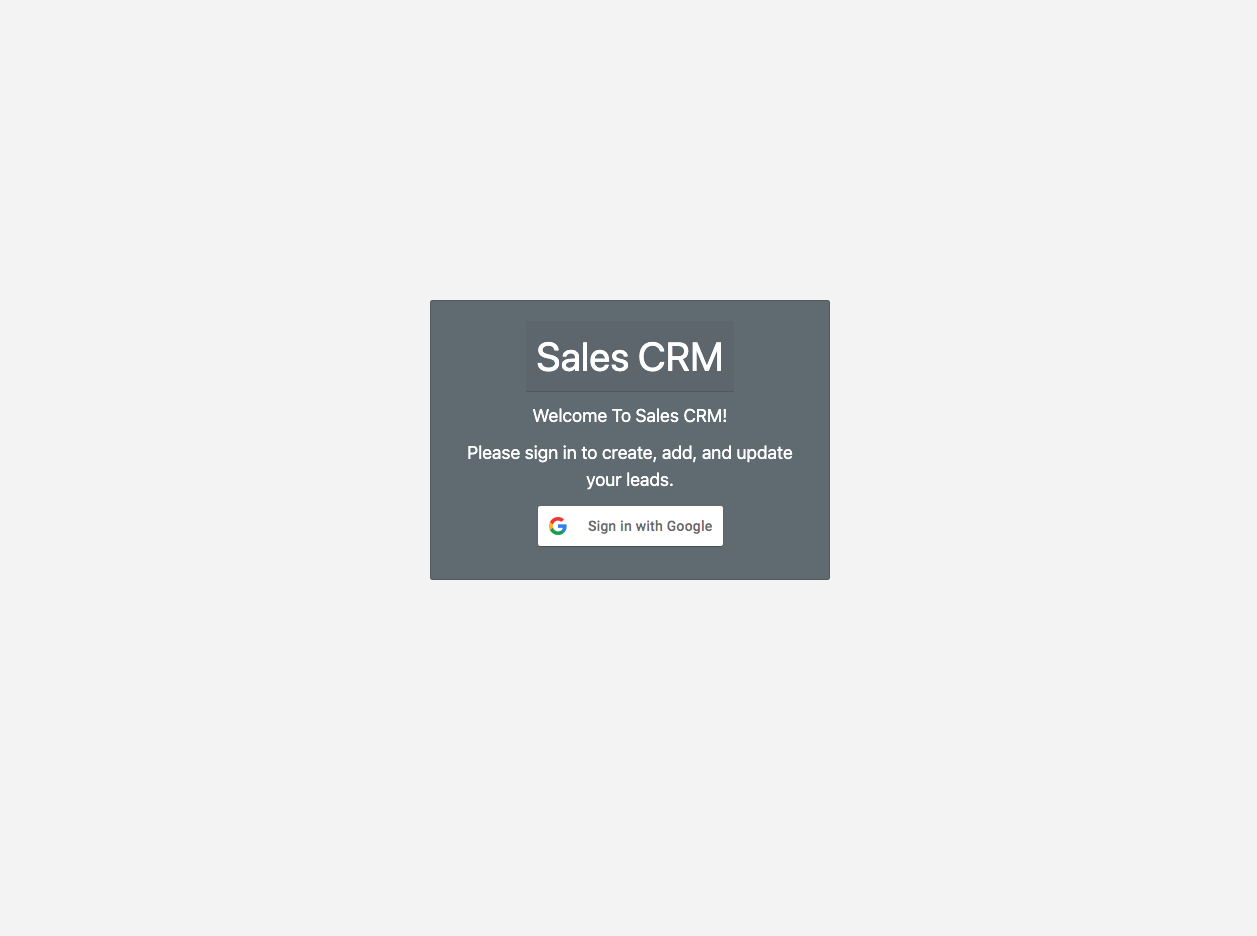 Sales CRM
Welcome To Sales CRM!
Please sign in to create, add, and update
your leads.
Sign in with Google